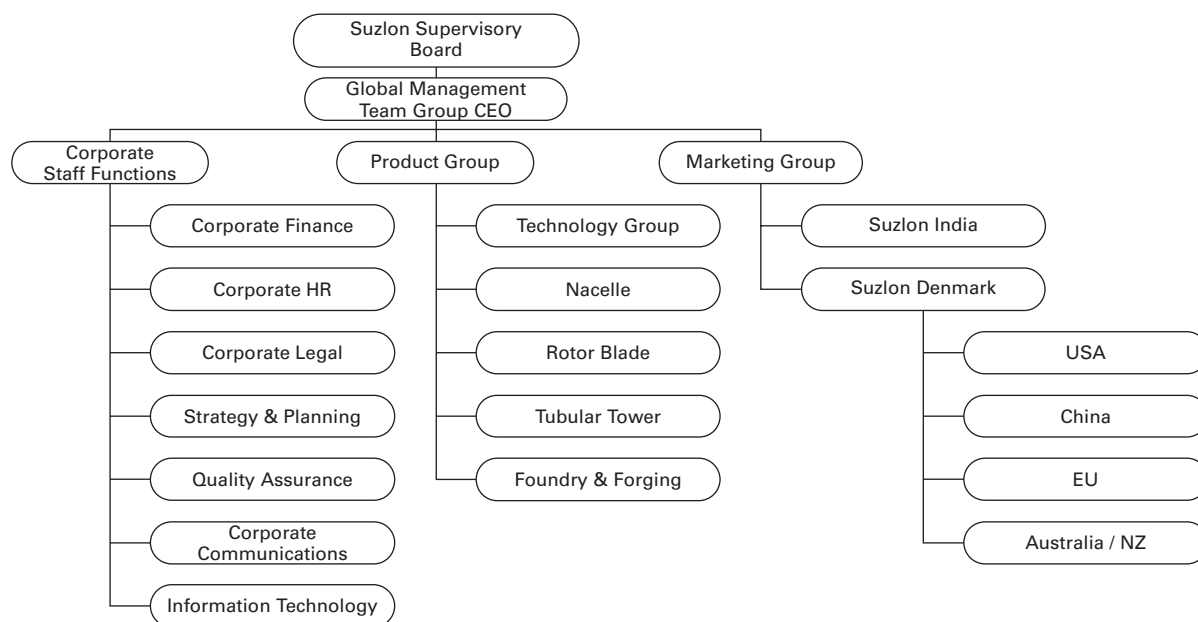 Suzlon Supervisory
Board
Global Management
Team Group CEO
Corporate
Staff Functions
Product Group
Marketing Group
Corporate Finance
Technology Group
Suzlon India
Corporate HR
Nacelle
Suzlon Denmark
Corporate Legal
Rotor Blade
USA
Strategy & Planning
Tubular Tower
China
Quality Assurance
Foundry & Forging
EU
Corporate
Communications
Australia / NZ
Information Technology